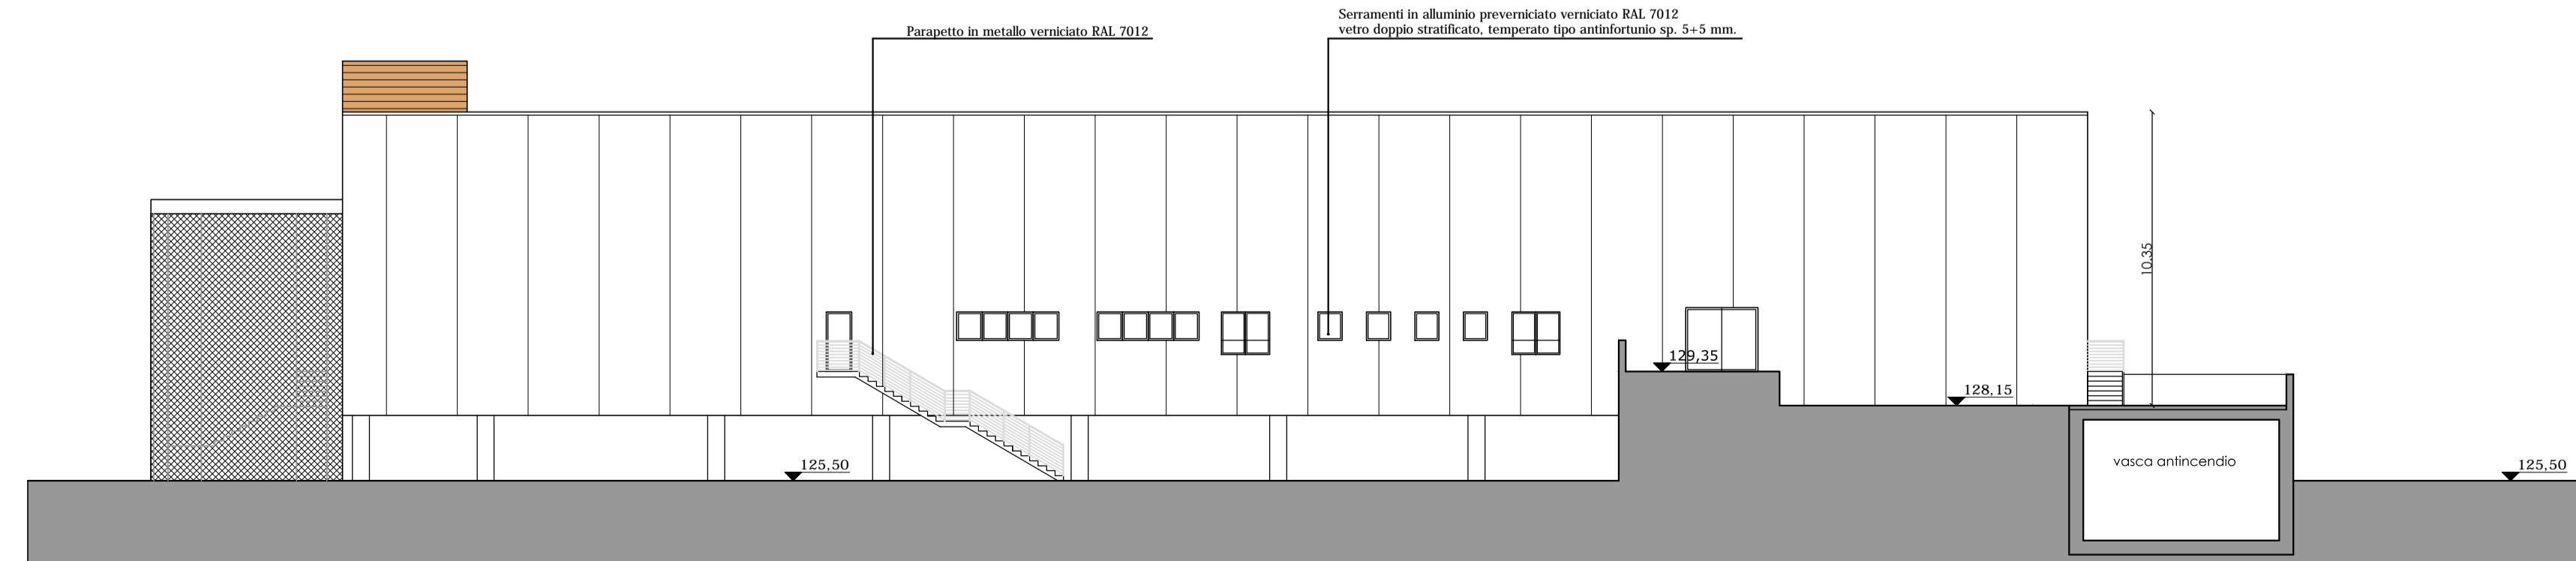 Serramenti in alluminio preverniciato verniciato RAL 7012
vetro doppio stratificato, temperato tipo antinfortunio sp. 5+5 mm.
Parapetto in metallo verniciato RAL 7012
10.35
129,35
128,15
vasca antincendio
125,50
125,50